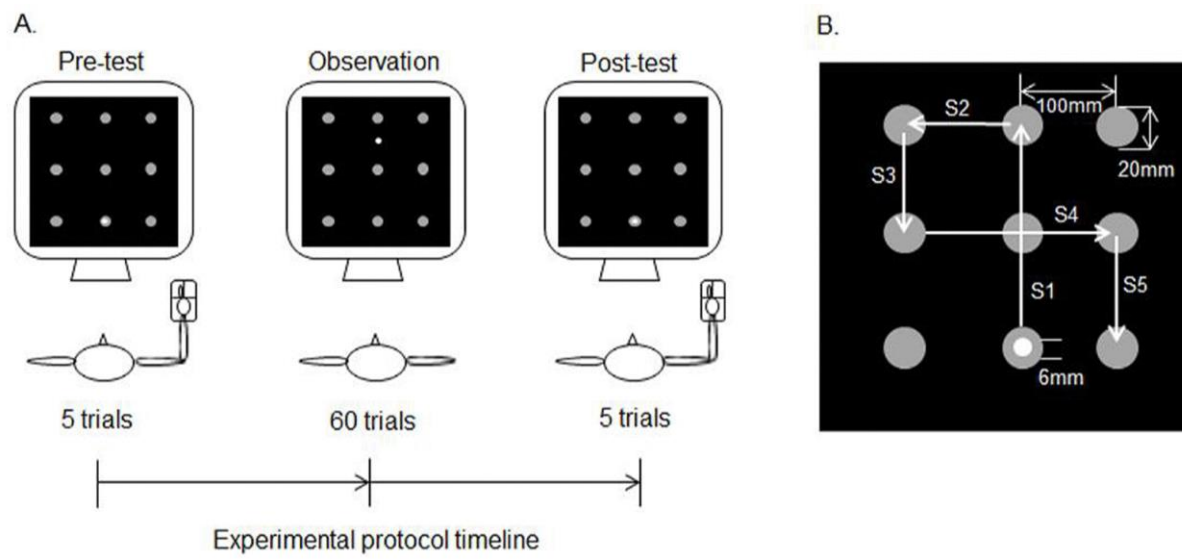 A.
Pre-test
Observation
Post-test
5 trials
60 trials
5 trials
Experimental protocol timeline
B.
S2
100mm
20mm
S3
S4
S1
S5
6mm